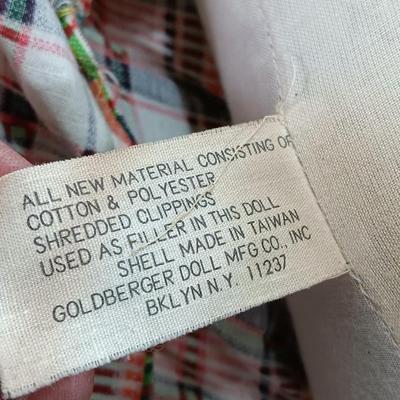 ALL NEW MATERIAL CONSISTING OF
COTTON & POLYESTER
SHREDDED CLIPPINGS
USED AS FILLER IN THIS DOLL
SHELL MADE IN TAIWAN
GOLDBERGER DOLL MFG CO., INC
BKLYN N.Y. 11237